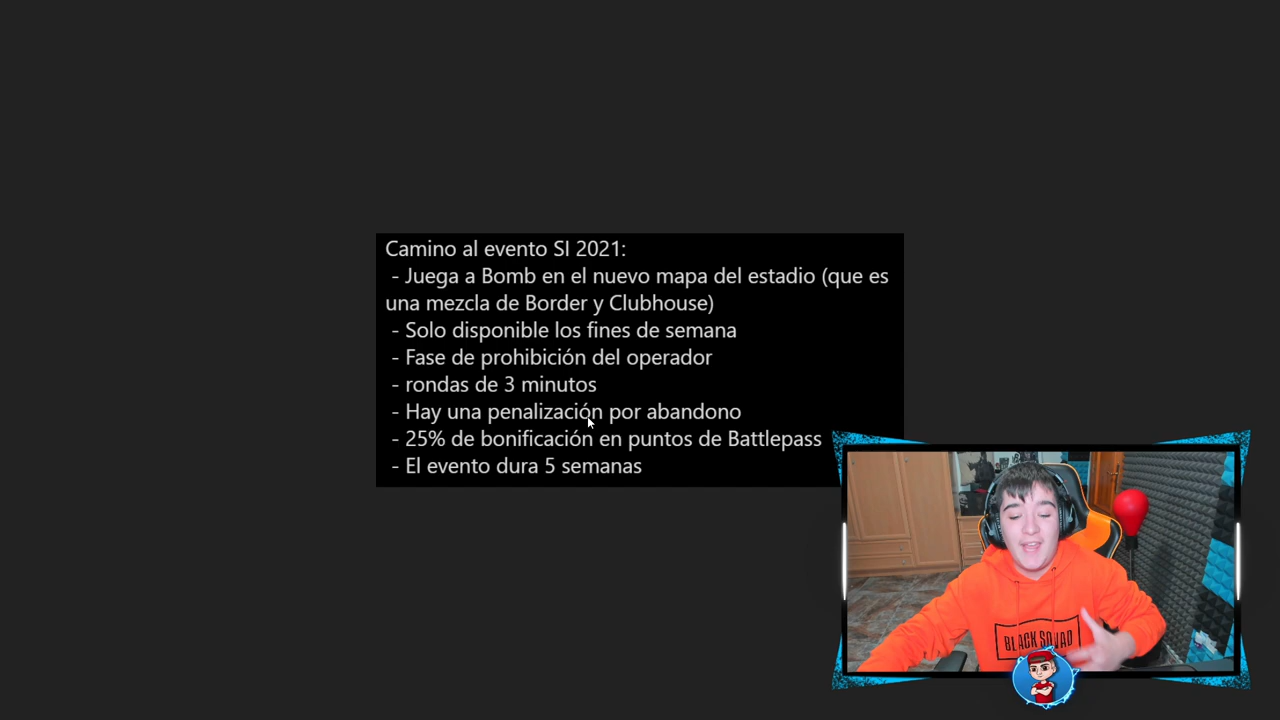 Camino al evento SI 2021:
- Juega a Bomb en el nuevo mapa del estadio (que es
una mezcla de Border y Clubhouse)
- Solo disponible los fines de semana
- Fase de prohibición del operador
- rondas de 3 minutos
- Hay una penalización por abandono
- 25% de bonificación en puntos de Battlepass
- El evento dura 5 semanas
BLACK SQUAD